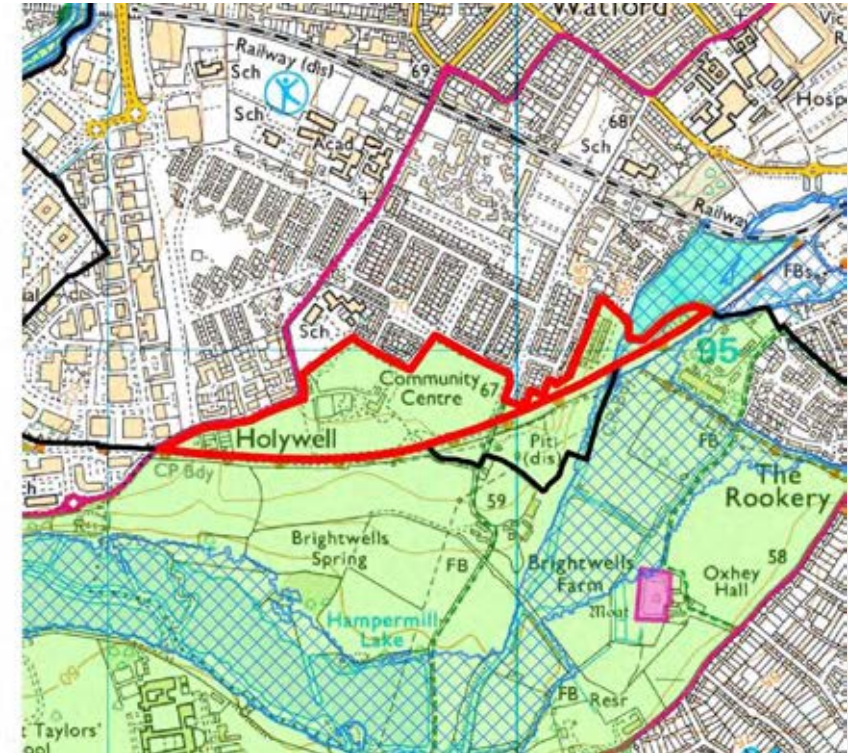 Watford
Vic
Railway (dis)
69
Sch
Hosp
Sch
68
Acad
Sch
Railway
FBs
Sch
95
Community
Centre
67
Holywell
Pit
(dis)
FB
CP Bdy
The
Rookery
59
Brightwells
Spring
FB
58
Brightwells
Farm
Oxhey
Hall
Moat
Hampermill
Lake
FB
Resr
Taylors'